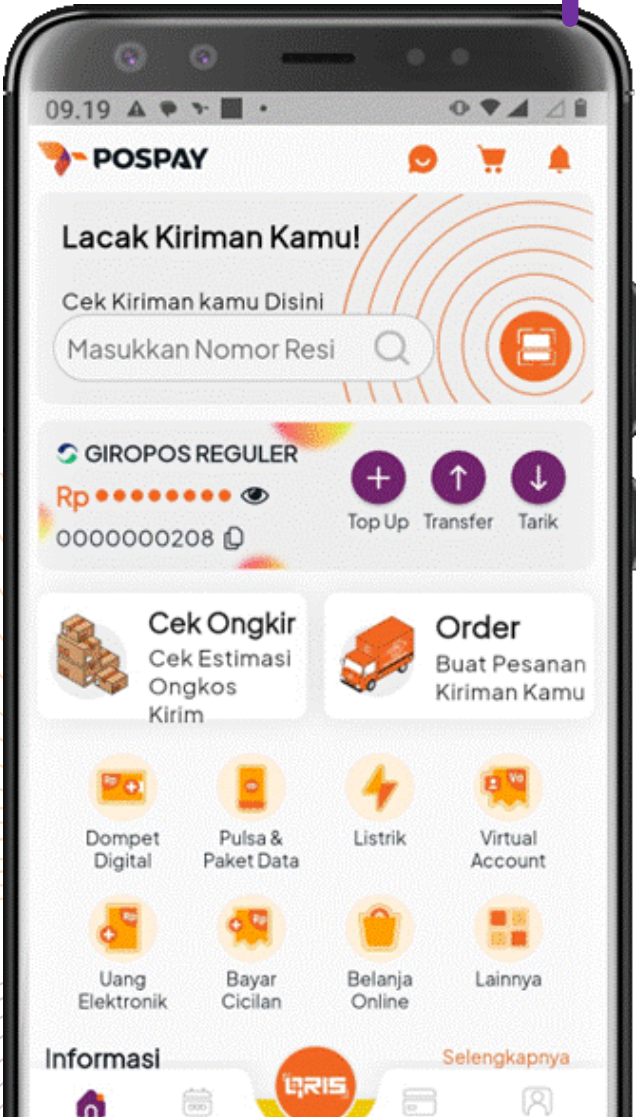 09.19
POSPAY
Lacak Kiriman Kamu!
Cek Kiriman kamu Disini
Masukkan Nomor Resi
GIROPOS REGULER
Rp
0000000208
Top Up Transfer Tarik
Cek Ongkir
Cek Estimasi
Ongkos
Kirim
Order
Buat Pesanan
Kiriman Kamu
Dompet
Digital
Pulsa &
Paket Data
Listrik
Virtual
Account
Uang
Elektronik
Bayar
Cicilan
Belanja
Online
Lainnya
Informasi
Selengkapnya
QRIS